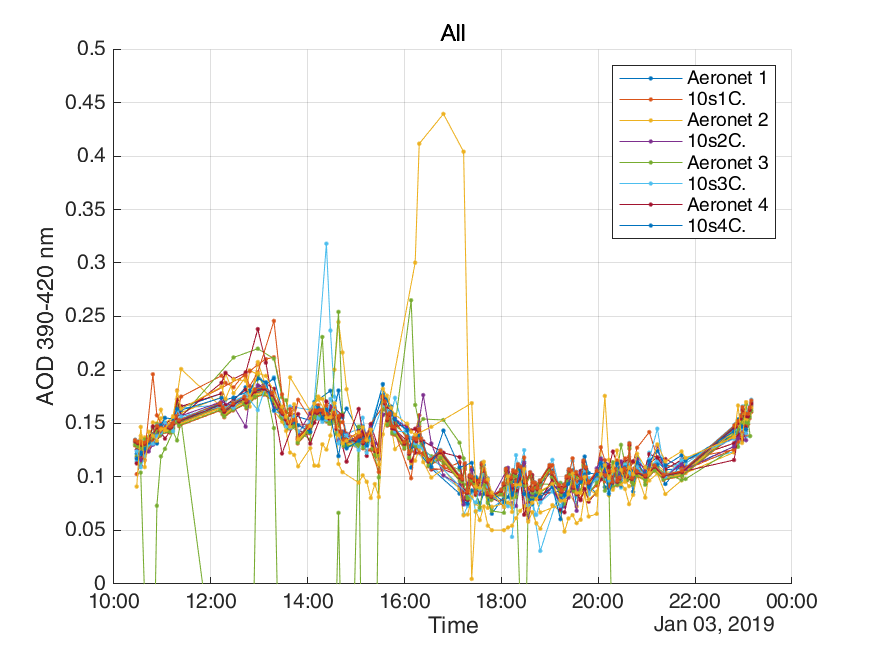 All
0.5
0.45
0.4
0.35
0.3
0.25
0.2
0.15
0.1
0.05
0
AOD 390-420 nm
Aeronet 1
10s1C.
Aeronet 2
10s2C.
Aeronet 3
10s3C.
Aeronet 4
10s4C.
10:00 12:00 14:00 16:00 18:00 20:00 22:00 00:00
Time
Jan 03, 2019